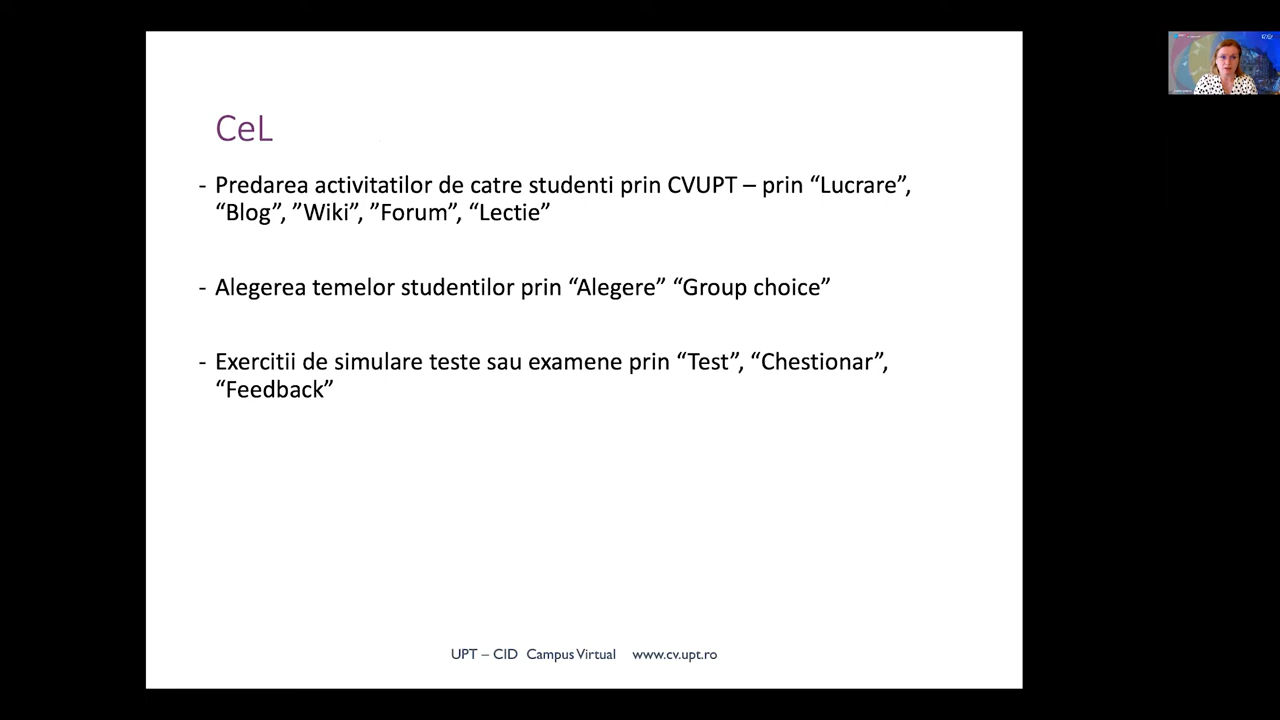 CeL
- Predarea activitatilor de catre studenti prin CVUPT – prin “Lucrare”,
“Blog”, ”Wiki”, ”Forum”, “Lectie”
- Alegerea temelor studentilor prin “Alegere” “Group choice”
- Exercitii de simulare teste sau examene prin “Test”, “Chestionar”,
“Feedback”
UPT – CID Campus Virtual www.cv.upt.ro